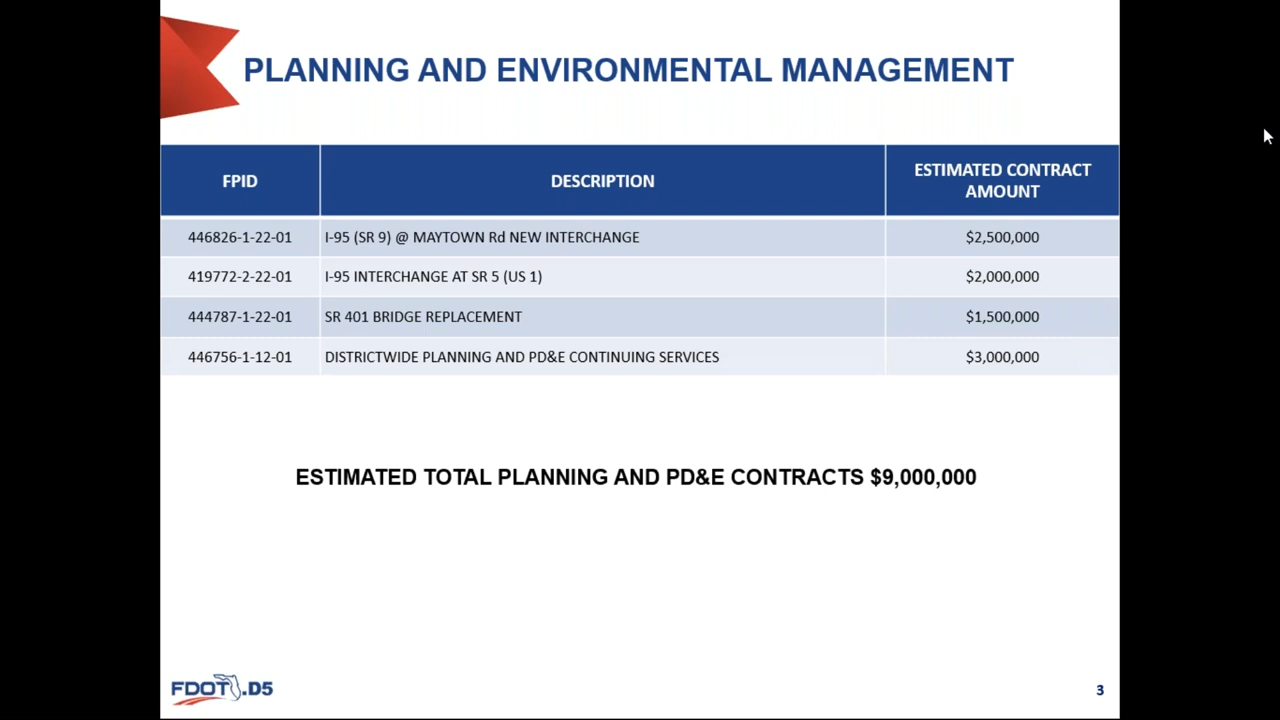 PLANNING AND ENVIRONMENTAL MANAGEMENT
FPID DESCRIPTION ESTIMATED CONTRACT AMOUNT
446826-1-22-01 I-95 (SR 9) @ MAYTOWN Rd NEW INTERCHANGE $2,500,000
419772-2-22-01 I-95 INTERCHANGE AT SR 5 (US 1) $2,000,000
444787-1-22-01 SR 401 BRIDGE REPLACEMENT $1,500,000
446756-1-12-01 DISTRICTWIDE PLANNING AND PD&E CONTINUING SERVICES $3,000,000
ESTIMATED TOTAL PLANNING AND PD&E CONTRACTS $9,000,000
FDOT.D5
3